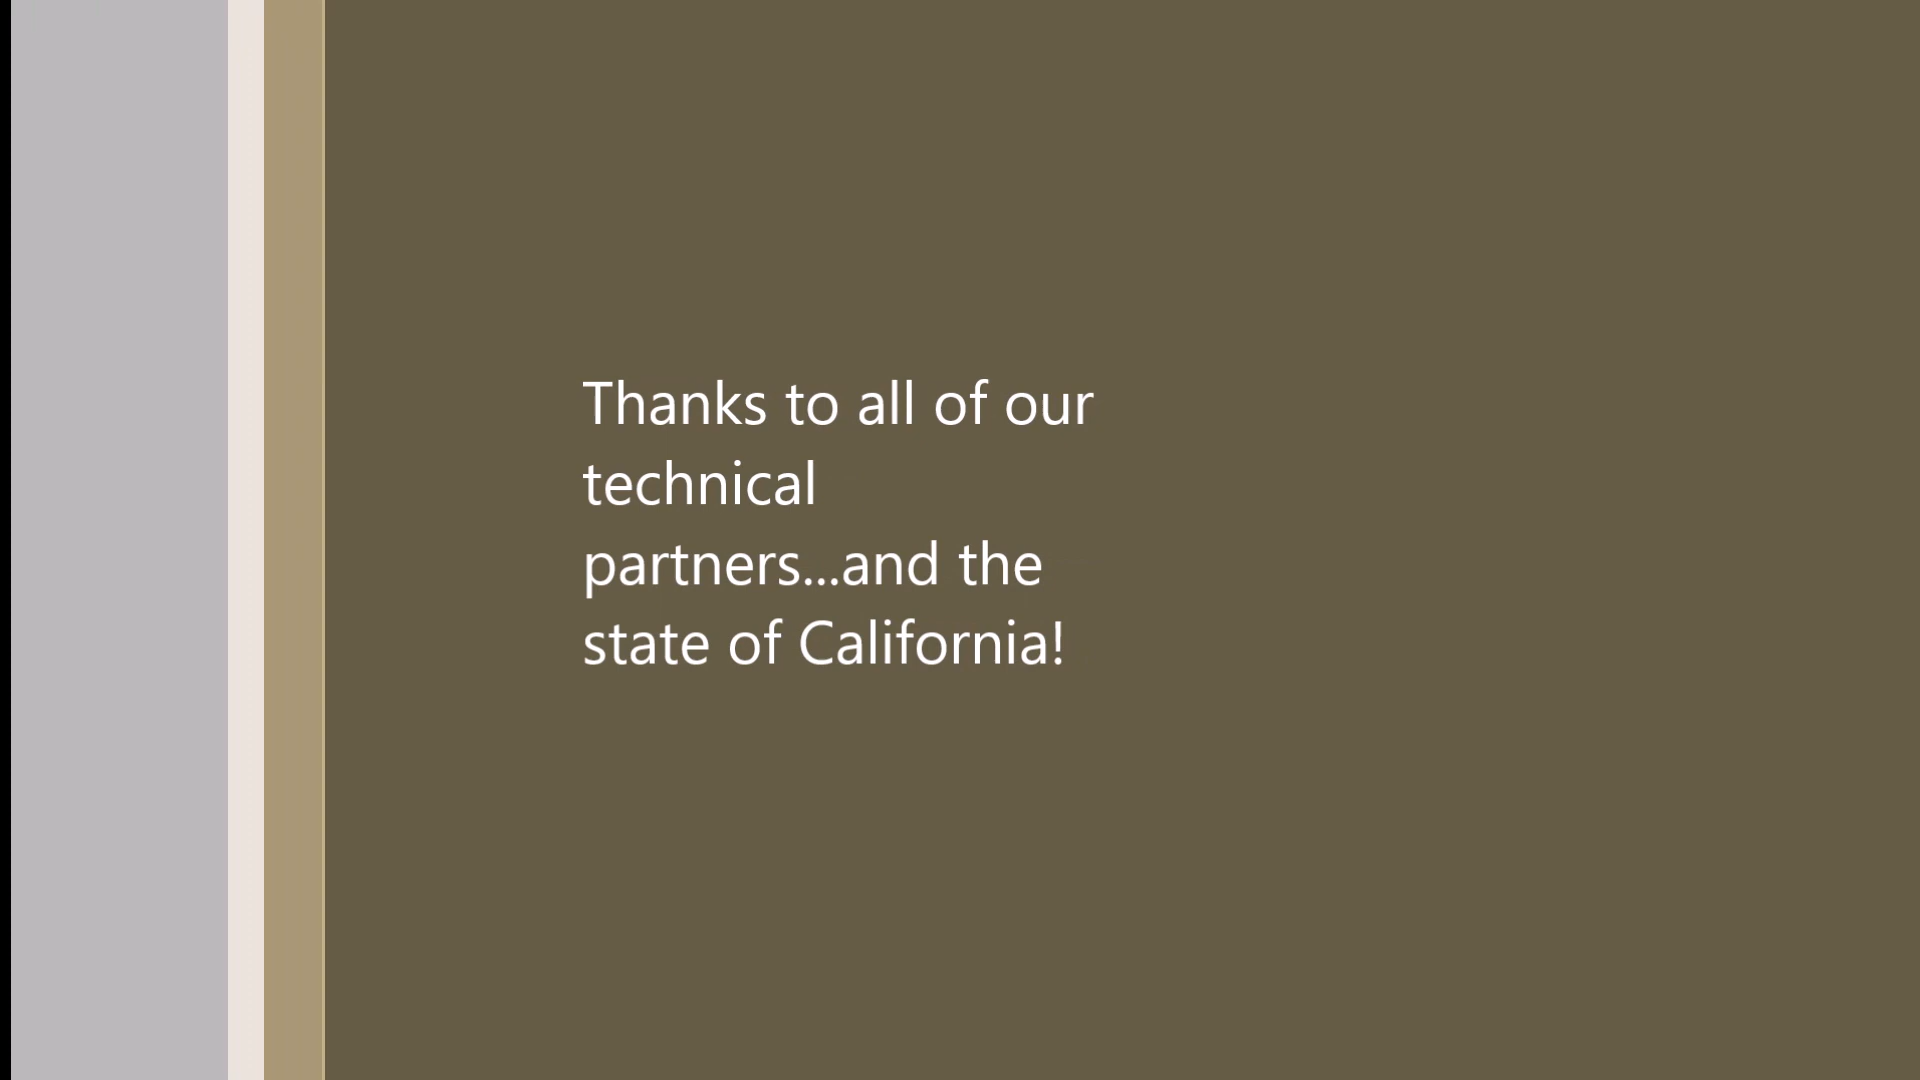 Thanks to all of our
technical
partners...and the
state of California!